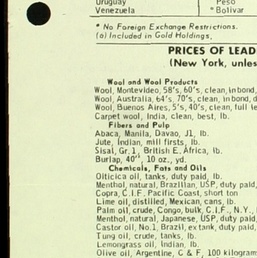 Uruguay Peso
Venezuela * Bolivar
* No Foreign Exchange Restrictions.
(a) Included in Gold Holdings.
PRICES OF LEAD
(New York, unles
Wool and Wool Products
Wool, Montevideo, 58's, 60's, clean, in bond,
Wool, Australia, 64's, 70's, clean, in bond, d
Wool, Buenos Aires, 5's, 40's, clean, full le
Carpet wool, India, clean, best, lb.
Fibers and Pulp
Abaca, Manila, Davao, J1, lb.
Jute, Indian, mill firsts, lb.
Sisal, Gr. 1, British E. Africa, lb.
Burlap, 40", 10 oz., yd.
Chemicals, Fats and Oils
Oiticica oil, tanks, duty paid, lb.
Menthol, natural, Brazilian, USP, duty paid,
Copra, C.I.F., Pacific Coast, short ton
Lime oil, distilled, Mexican, cans, lb.
Palm oil, crude, Congo, bulk, C.I.F., N.Y.,
Menthol, natural, Japanese, USP, duty paid,
Castor oil, No.1, Brazil, ex tank, duty paid,
Tung oil, crude, tanks, lb.
Lemongrass oil, Indian, lb.
Olive oil, Argentine, C & F, 100 kilograms